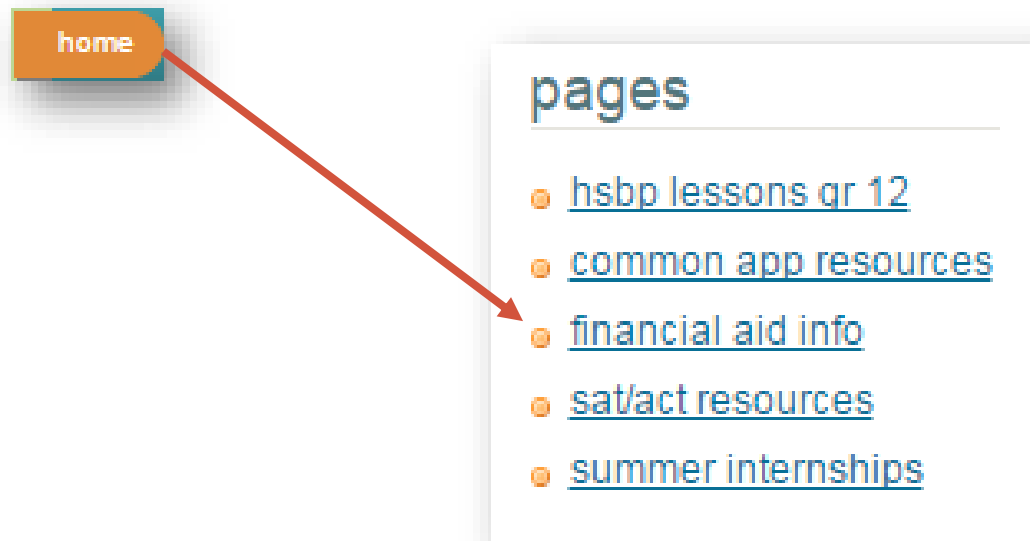 home
pages
hsbp lessons gr 12
common app resources
financial aid info
sat/act resources
summer internships